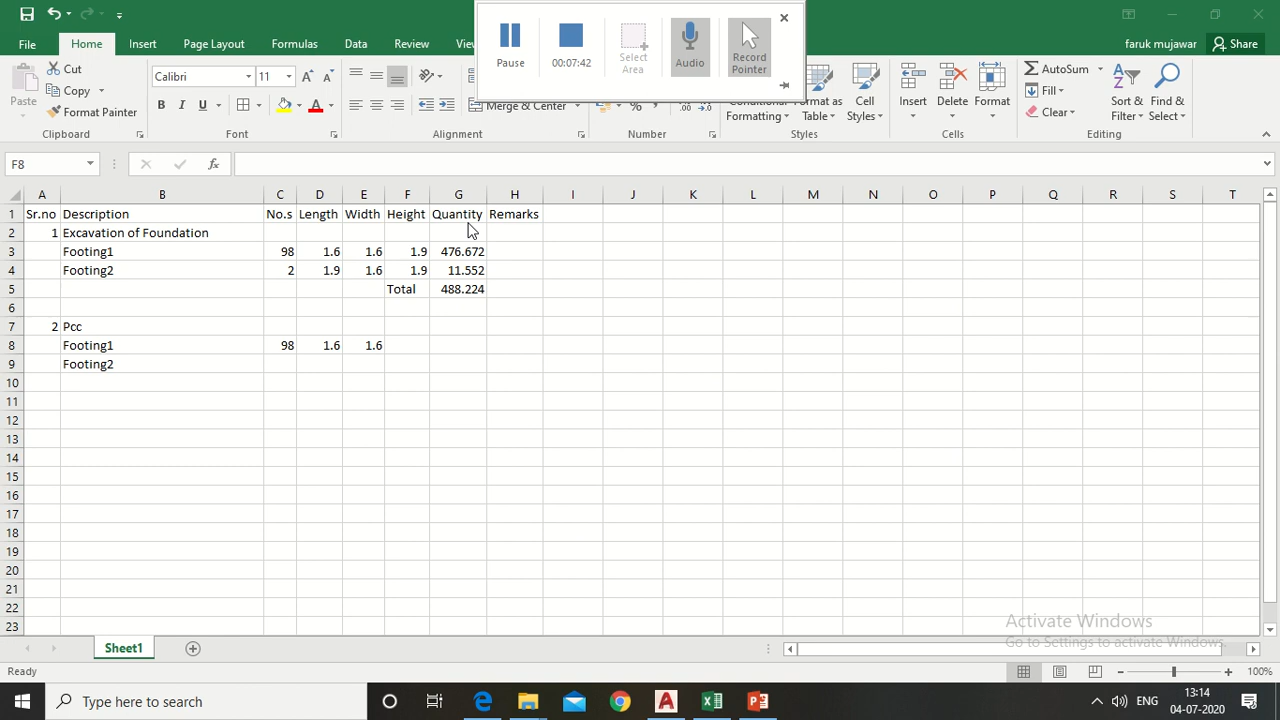 faruk mujawar Share
File Home Insert Page Layout Formulas Data Review
Pause 00:07:42 Select Area Audio Record Pointer
Paste Cut Copy Format Painter
Calibri 11
Merge & Center
Conditional Formatting Format as Table Cell Styles
Insert Delete Format
AutoSum Fill Clear Sort & Filter Find & Select
Clipboard Font Alignment Number Styles Cells Editing
F8 fx
A B C D E F G H I J K L M N O P Q R S T
1 Sr.no Description No.s Length Width Height Quantity Remarks
2 1 Excavation of Foundation
3 Footing1 98 1.6 1.6 1.9 476.672
4 Footing2 2 1.9 1.6 1.9 11.552
5 Total 488.224
6
7 2 Pcc
8 Footing1 98 1.6 1.6
9 Footing2
10
11
12
13
14
15
16
17
18
19
20
21
22
23
Activate Windows
Go to Settings to activate Windows.
Sheet1
Ready 100%
Type here to search ENG 13:14
04-07-2020